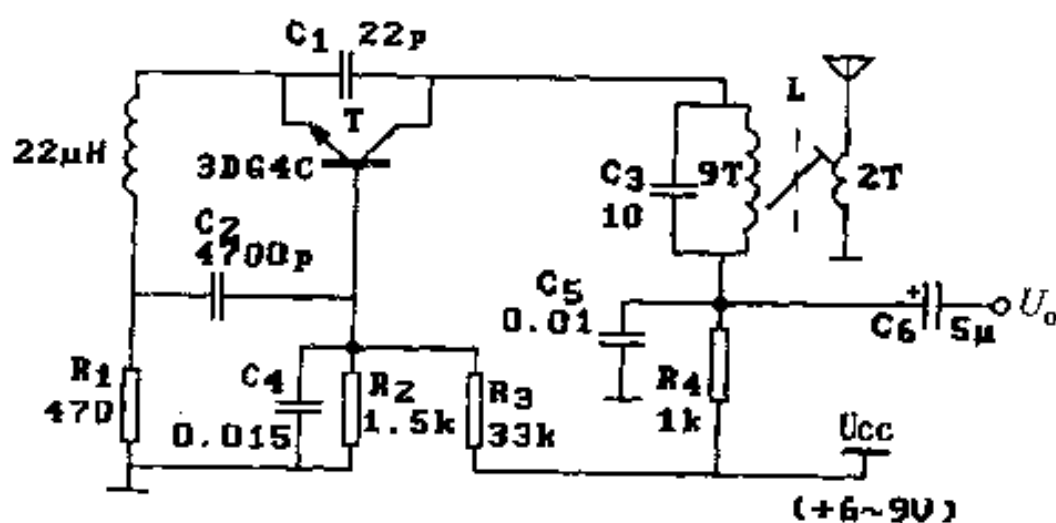 C1 22p
T
L
22μH
3DG4C
C3
9T
2T
10
C2
4700p
C5
0.01
C6
+
5μ
Uo
R1
470
C4
0.015
R2
1.5k
R3
33k
R4
1k
Ucc
(+6~9V)